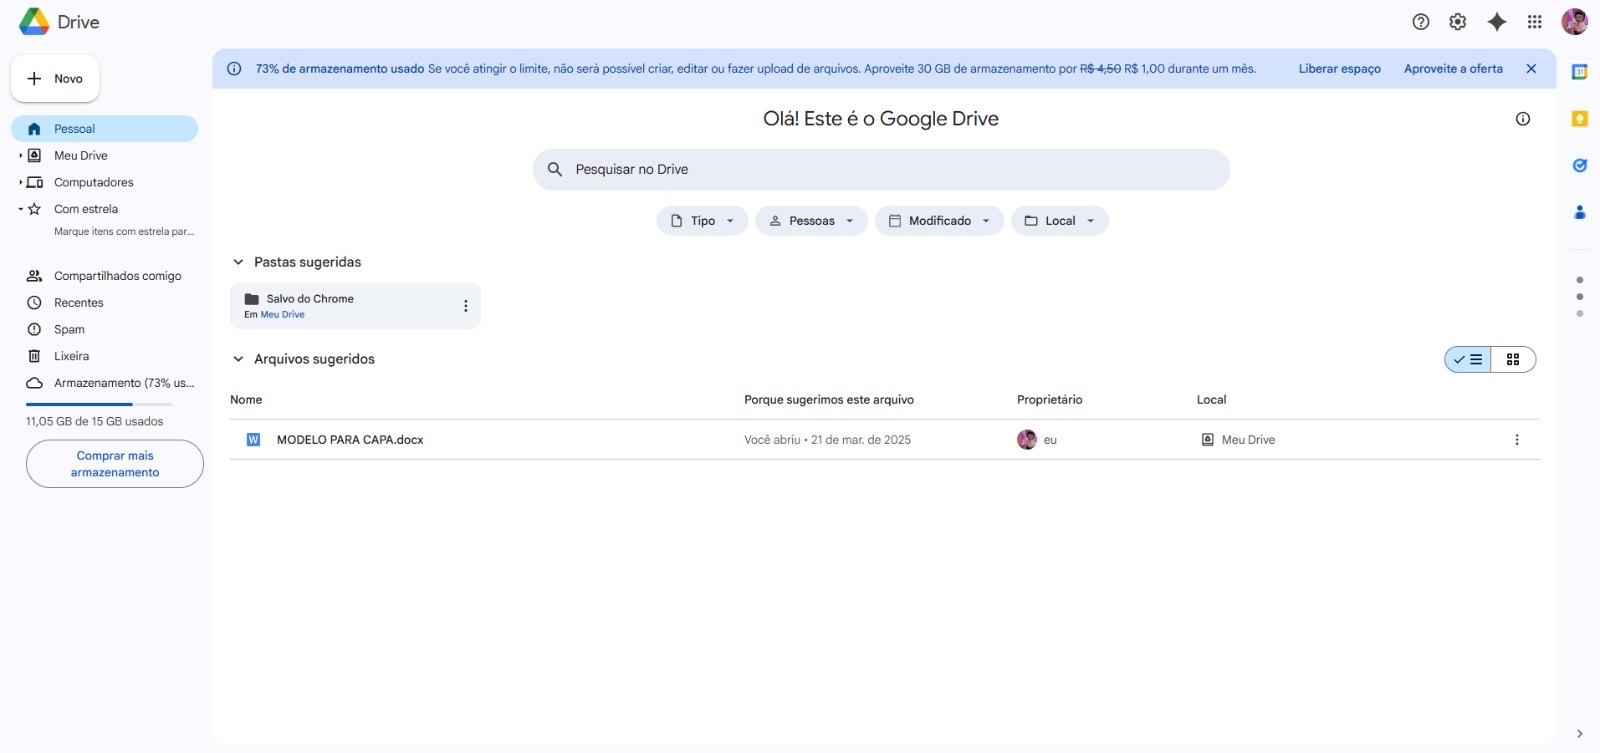 Drive
Novo
73% de armazenamento usado Se você atingir o limite, não será possível criar, editar ou fazer upload de arquivos. Aproveite 30 GB de armazenamento por R$ 4,50 R$ 1,00 durante um mês. Liberar espaço Aproveite a oferta
Olá! Este é o Google Drive
Pesquisar no Drive
Tipo Pessoas Modificado Local
Pessoal
Meu Drive
Computadores
Com estrela
Marque itens com estrela par...
Compartilhados comigo
Recentes
Spam
Lixeira
Armazenamento (73% us...
11,05 GB de 15 GB usados
Comprar mais
armazenamento
Pastas sugeridas
Salvo do Chrome
Em Meu Drive
Arquivos sugeridos
Nome Porque sugerimos este arquivo Proprietário Local
W MODELO PARA CAPA.docx Você abriu • 21 de mar. de 2025 eu Meu Drive
31